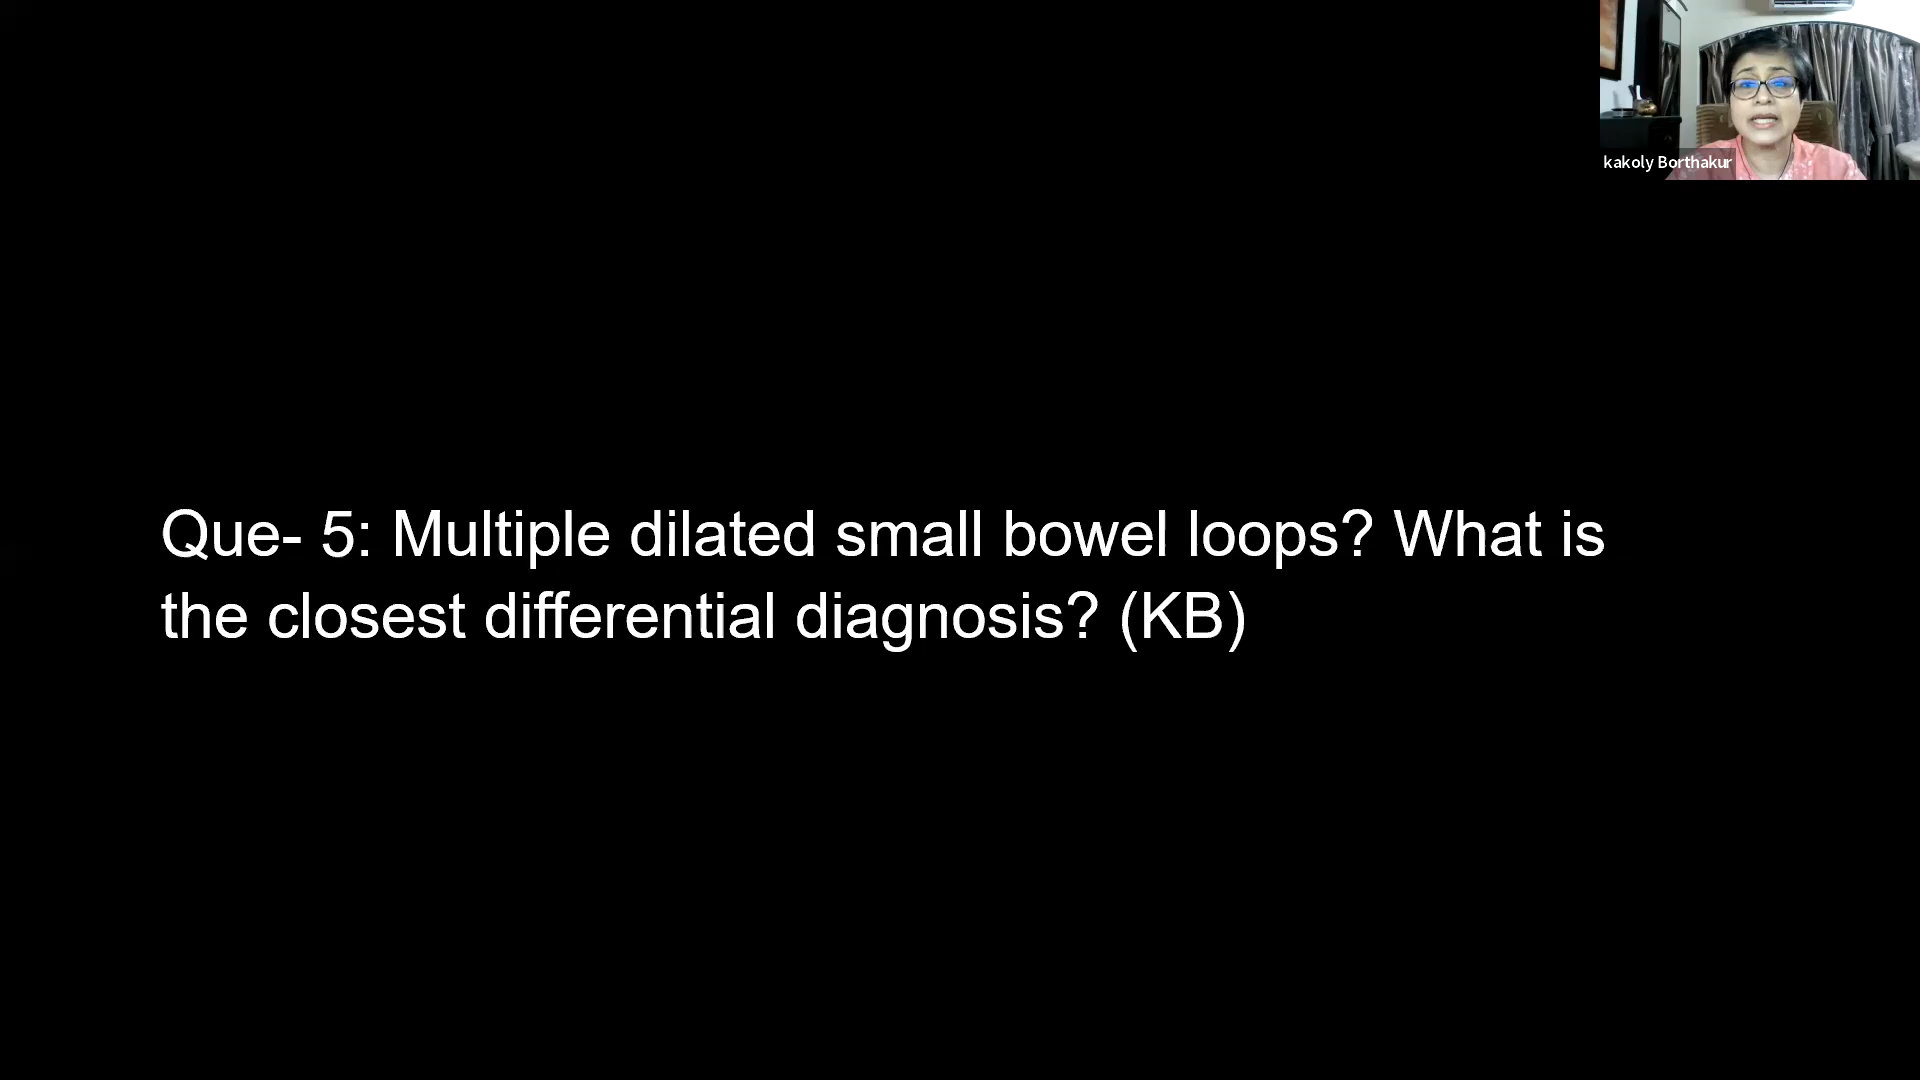 kakoly Borthakur
Que- 5: Multiple dilated small bowel loops? What is
the closest differential diagnosis? (KB)